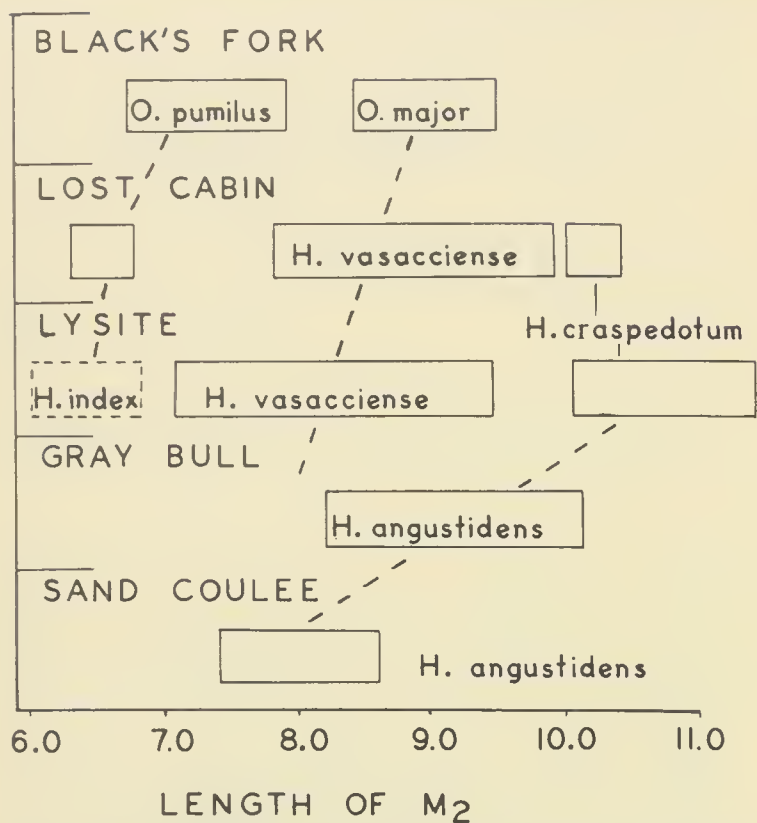 BLACK'S FORK
O. pumilus
O. major
LOST CABIN
H. vasacciense
LYSITE
H. craspedotum
H. index
H. vasacciense
GRAY BULL
H. angustidens
SAND COULEE
H. angustidens
6.0 7.0 8.0 9.0 10.0 11.0
LENGTH OF M2